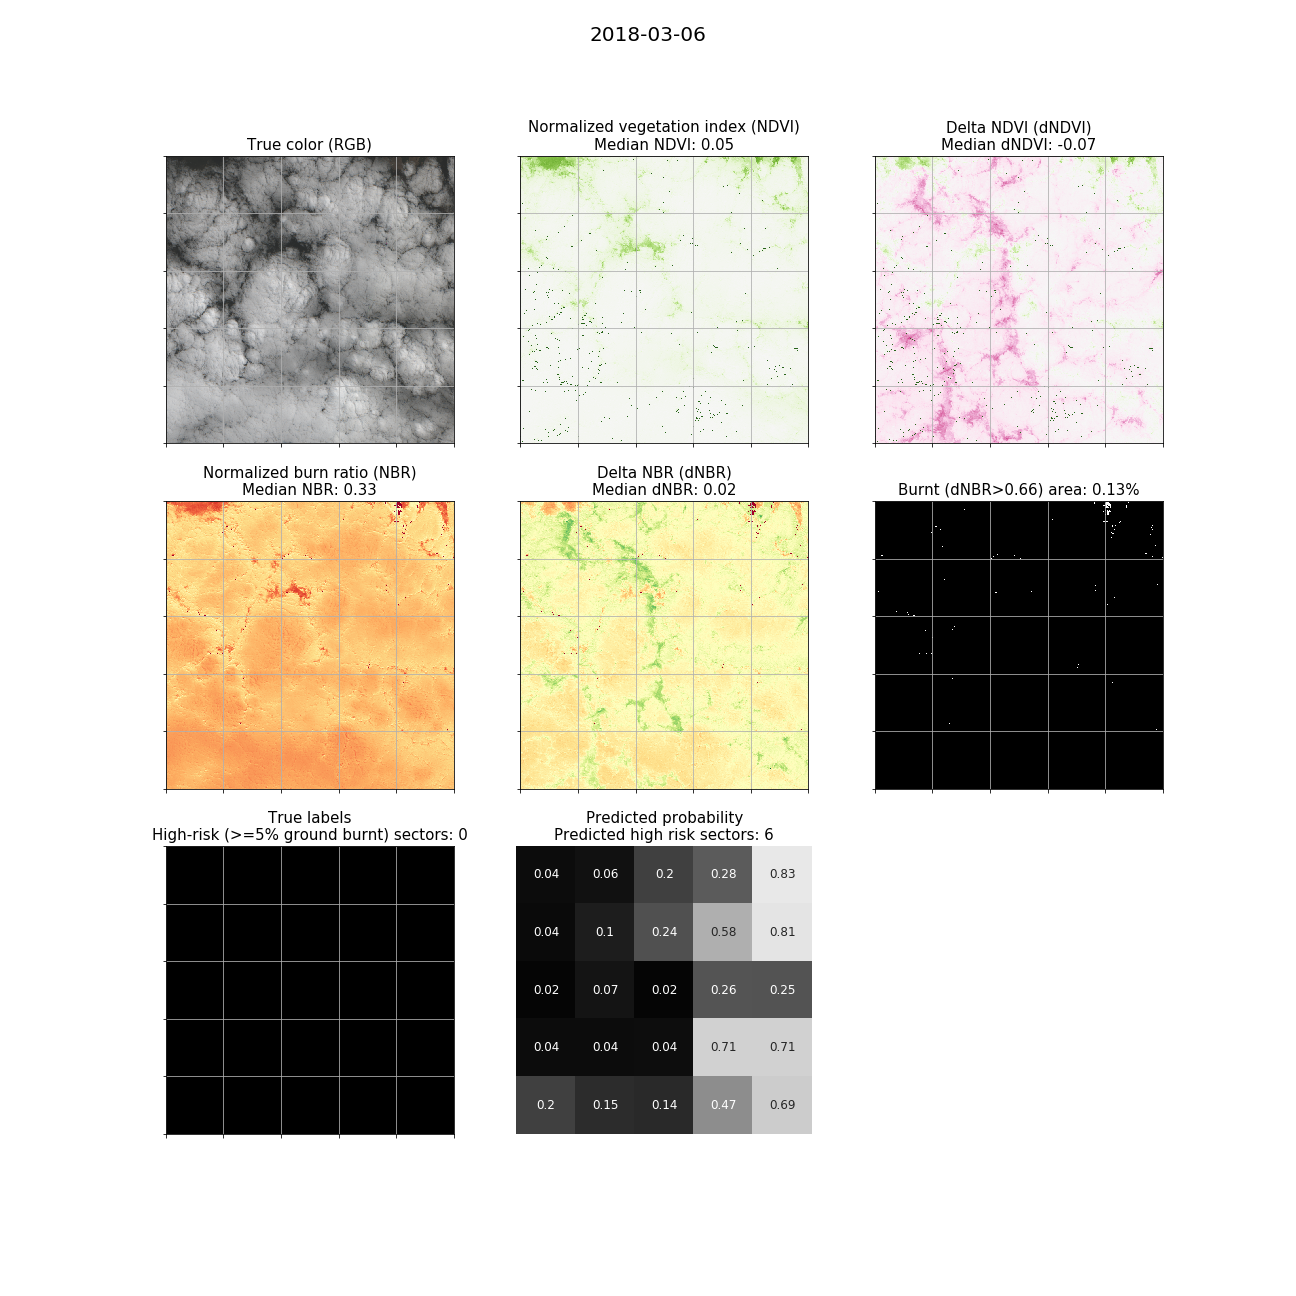 2018-03-06
True color (RGB)
Normalized vegetation index (NDVI)
Median NDVI: 0.05
Delta NDVI (dNDVI)
Median dNDVI: -0.07
Normalized burn ratio (NBR)
Median NBR: 0.33
Delta NBR (dNBR)
Median dNBR: 0.02
Burnt (dNBR>0.66) area: 0.13%
True labels
High-risk (>=5% ground burnt) sectors: 0
Predicted probability
Predicted high risk sectors: 6
0.04 0.06 0.2 0.28 0.83
0.04 0.1 0.24 0.58 0.81
0.02 0.07 0.02 0.26 0.25
0.04 0.04 0.04 0.71 0.71
0.2 0.15 0.14 0.47 0.69